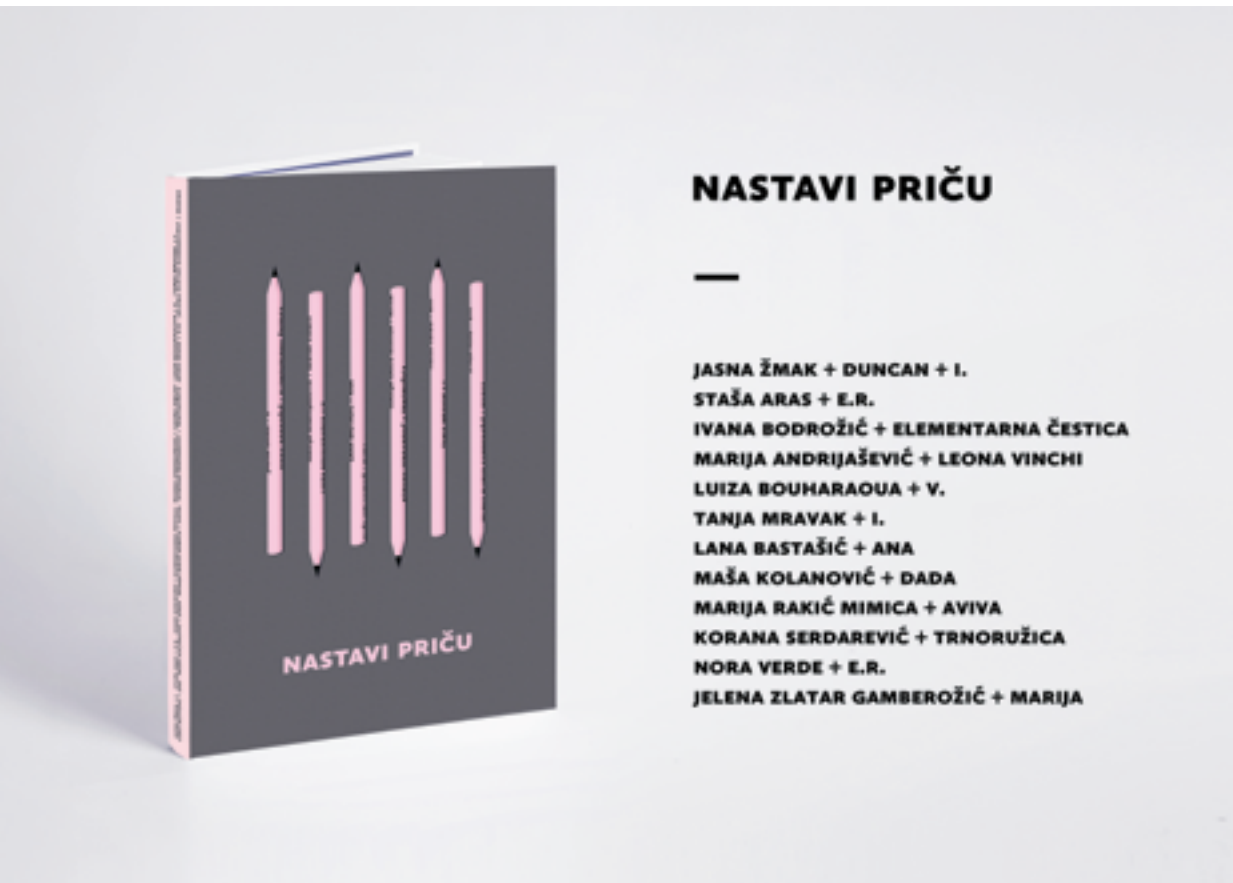 NASTAVI PRIČU
NASTAVI PRIČU
JASNA ŽMAK + DUNCAN + I.
STAŠA ARAS + E.R.
IVANA BODROŽIĆ + ELEMENTARNA ČESTICA
MARIJA ANDRIJAŠEVIĆ + LEONA VINCHI
LUIZA BOUHARAOUA + V.
TANJA MRAVAK + I.
LANA BASTAŠIĆ + ANA
MAŠA KOLANOVIĆ + DADA
MARIJA RAKIĆ MIMICA + AVIVA
KORANA SERDAREVIĆ + TRNORUŽICA
NORA VERDE + E.R.
JELENA ZLATAR GAMBEROŽIĆ + MARIJA